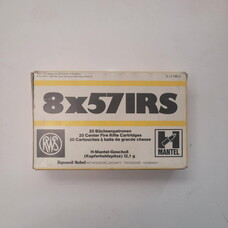 8x57IRS
20 Büchsenpatronen
20 Center Fire Rifle Cartridges
20 Cartouches à balle de grande chasse
RWS
H-Mantel-Geschoß
(Kupferhohlspitze) 12,1 g
MANTEL
Dynamit Nobel